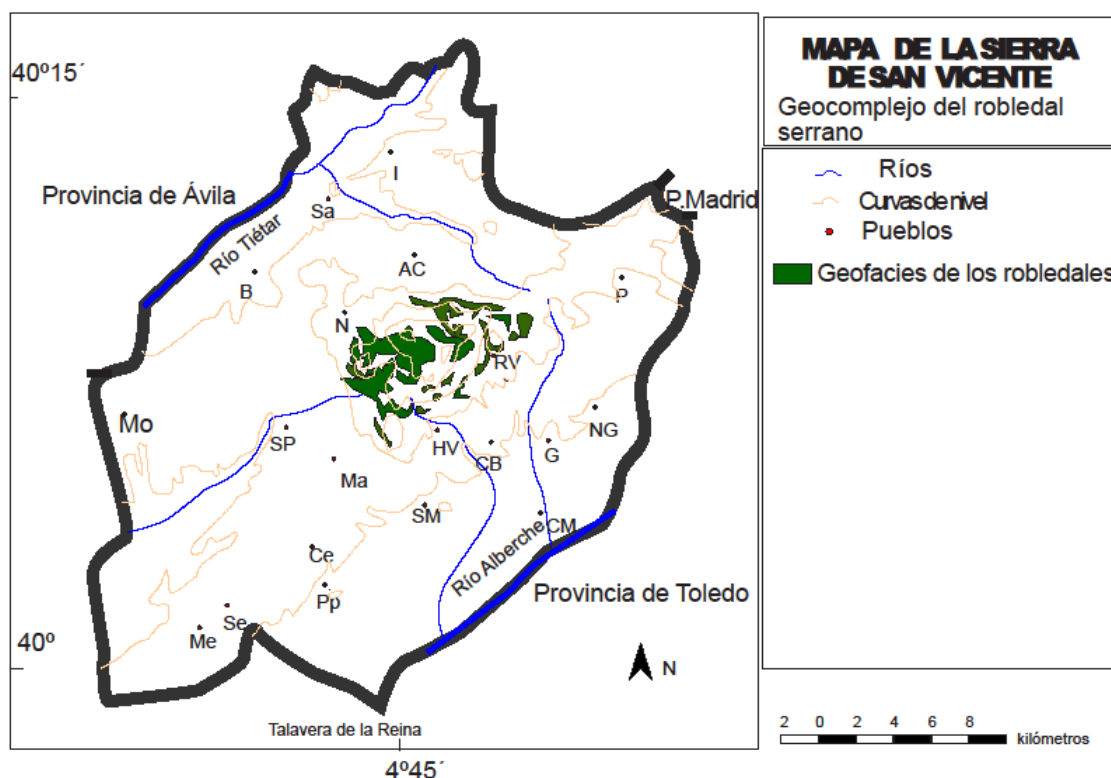 MAPA DE LA SIERRA
DE SAN VICENTE
Geocomplejo del robledal
serrano
Ríos
Curvas de nivel
Pueblos
Geofacies de los robledales
40º15´
Provincia de Ávila
P.Madrid
I
Sa
Río Tiétar
AC
B
P
N
RV
Mo
SP
HV
CB
G
NG
Ma
SM
CM
Río Alberche
Ce
Pp
Provincia de Toledo
Se
Me
40º
N
Talavera de la Reina
4º45´
2 0 2 4 6 8
kilómetros